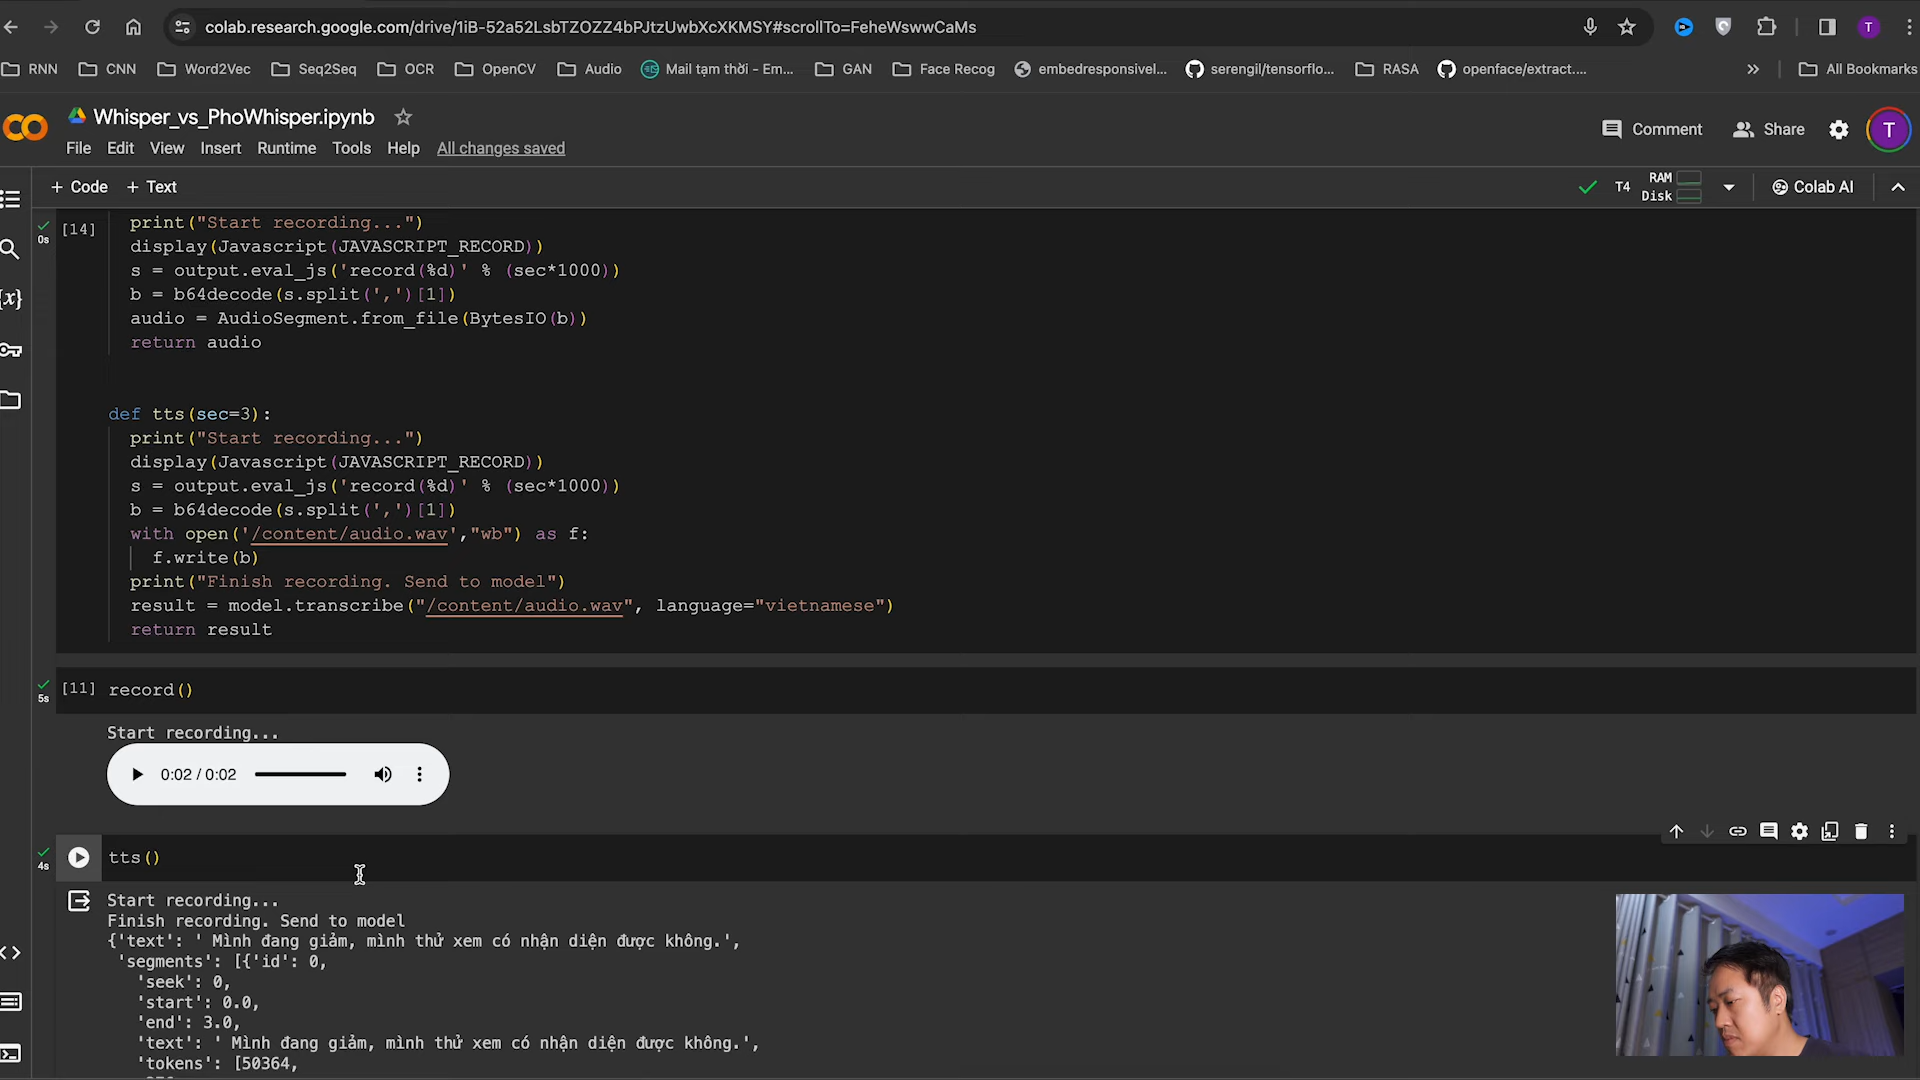 colab.research.google.com/drive/1iB-52a52LsbTZOZZ4bPJtzUwbXcXKMSY#scrollTo=FeheWswwCaMs
T
RNN CNN Word2Vec Seq2Seq OCR OpenCV Audio Mail tạm thời - Em... GAN Face Recog embedresponsivel... serengil/tensorflo... RASA openface/extract.... All Bookmarks
Whisper_vs_PhoWhisper.ipynb
Comment Share T
File Edit View Insert Runtime Tools Help All changes saved
+ Code + Text T4 RAM Disk Colab AI
0s [14] print("Start recording...")
display(Javascript(JAVASCRIPT_RECORD))
s = output.eval_js('record(%d)' % (sec*1000))
b = b64decode(s.split(',')[1])
audio = AudioSegment.from_file(BytesIO(b))
return audio
def tts(sec=3):
print("Start recording...")
display(Javascript(JAVASCRIPT_RECORD))
s = output.eval_js('record(%d)' % (sec*1000))
b = b64decode(s.split(',')[1])
with open('/content/audio.wav',"wb") as f:
f.write(b)
print("Finish recording. Send to model")
result = model.transcribe("/content/audio.wav", language="vietnamese")
return result
5s [11] record()
Start recording...
0:02 / 0:02
4s tts()
Start recording...
Finish recording. Send to model
{'text': ' Mình đang giảm, mình thử xem có nhận diện được không.',
'segments': [{'id': 0,
'seek': 0,
'start': 0.0,
'end': 3.0,
'text': ' Mình đang giảm, mình thử xem có nhận diện được không.',
'tokens': [50364,